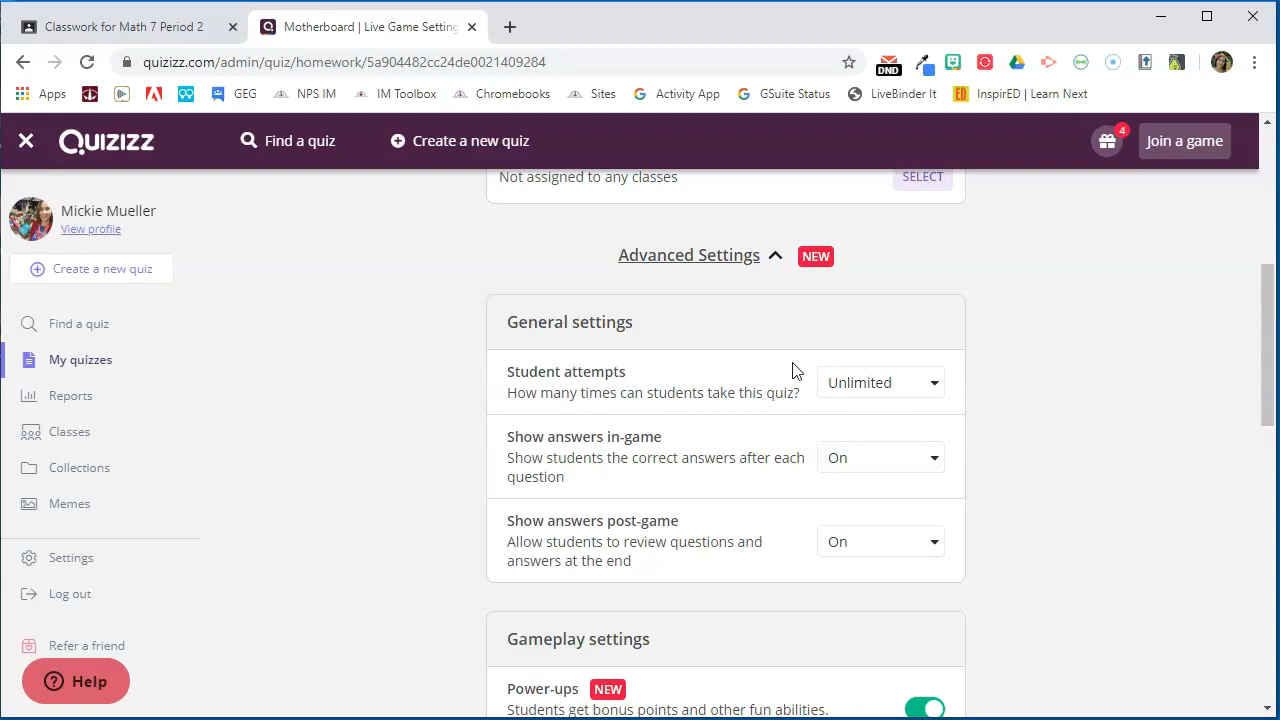 Classwork for Math 7 Period 2
Motherboard | Live Game Setting
quizizz.com/admin/quiz/homework/5a904482cc24de0021409284
DND
Apps
GEG
NPS IM
IM Toolbox
Chromebooks
Sites
Activity App
GSuite Status
LiveBinder It
ED
InspirED | Learn Next
QUIZIZZ
Find a quiz
Create a new quiz
4
Join a game
Not assigned to any classes
SELECT
Mickie Mueller
View profile
Create a new quiz
Find a quiz
My quizzes
Reports
Classes
Collections
Memes
Settings
Log out
Refer a friend
Help
Advanced Settings
NEW
General settings
Student attempts
How many times can students take this quiz?
Unlimited
Show answers in-game
Show students the correct answers after each
question
On
Show answers post-game
Allow students to review questions and
answers at the end
On
Gameplay settings
Power-ups NEW
Students get bonus points and other fun abilities.